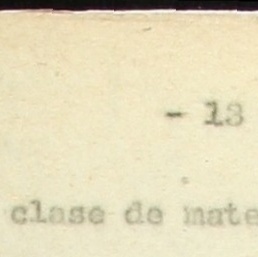 - 13
clase de mate